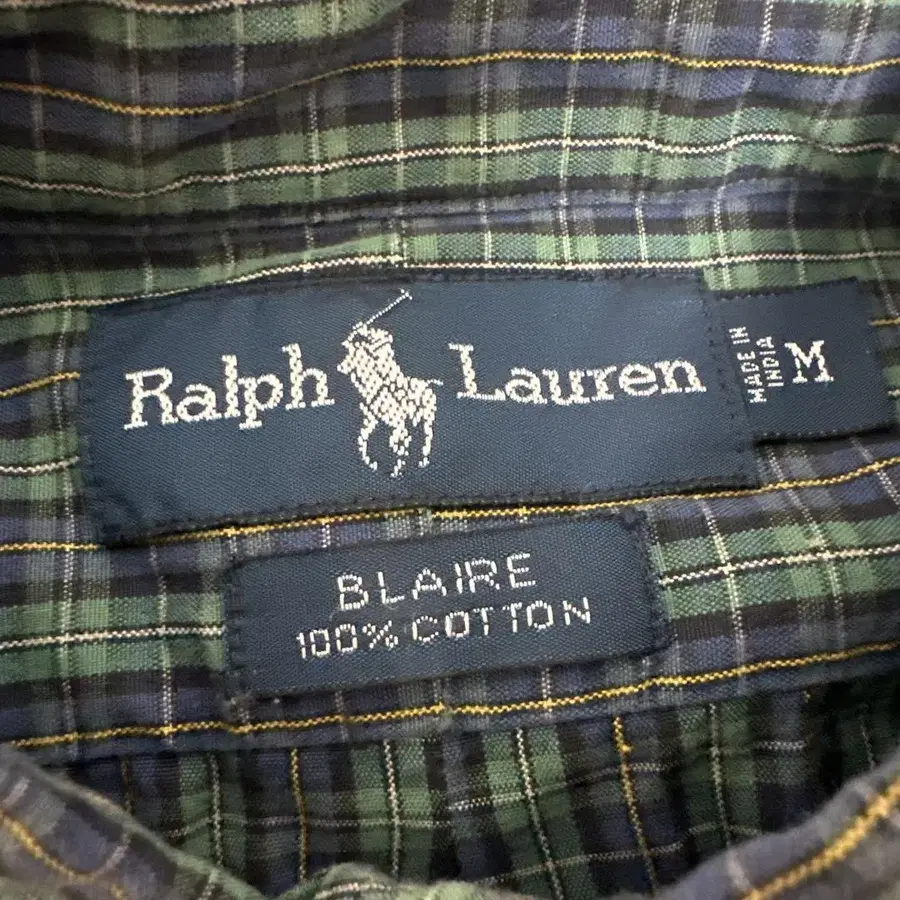 Ralph Lauren
MADE IN
INDIA
M
BLAIRE
100% COTTON